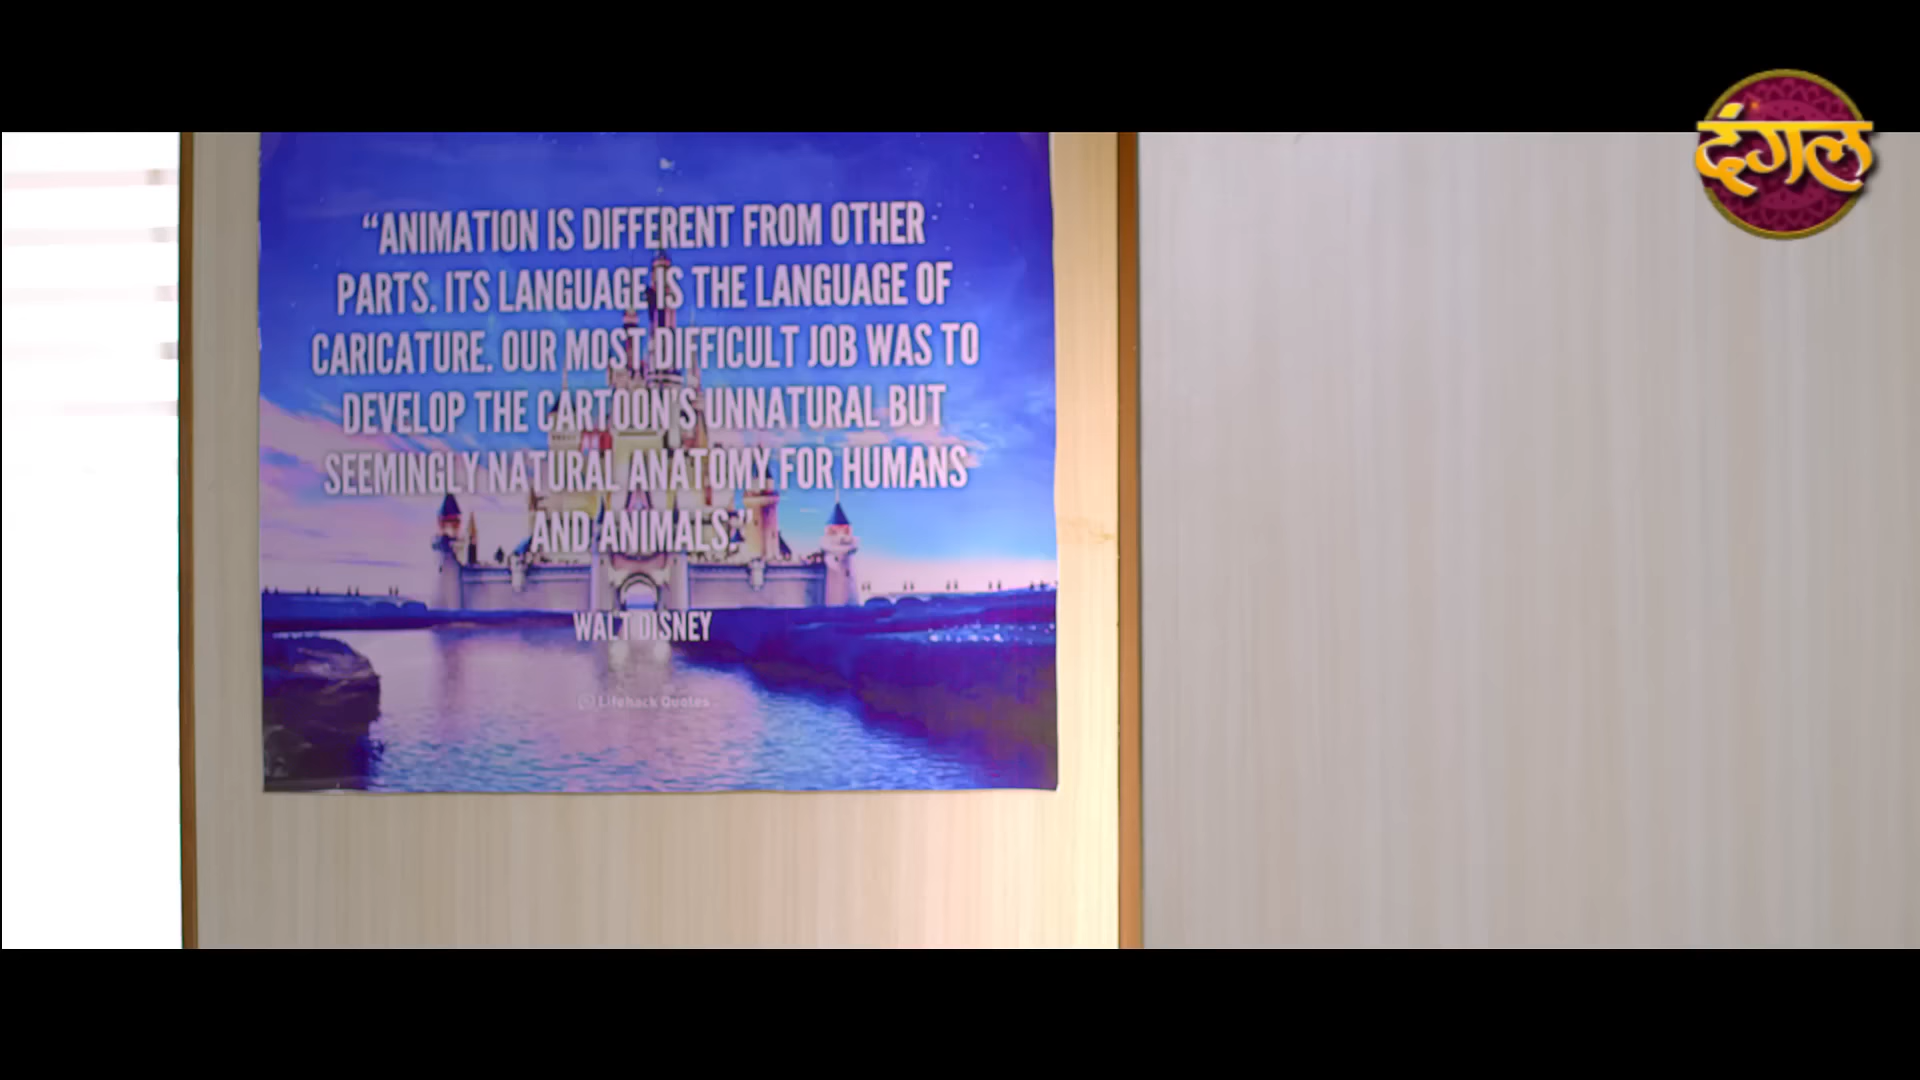 दंगल
“ANIMATION IS DIFFERENT FROM OTHER
PARTS. ITS LANGUAGE IS THE LANGUAGE OF
CARICATURE. OUR MOST DIFFICULT JOB WAS TO
DEVELOP THE CARTOON'S UNNATURAL BUT
SEEMINGLY NATURAL ANATOMY FOR HUMANS
AND ANIMALS.”
WALT DISNEY
Lifehack Quotes